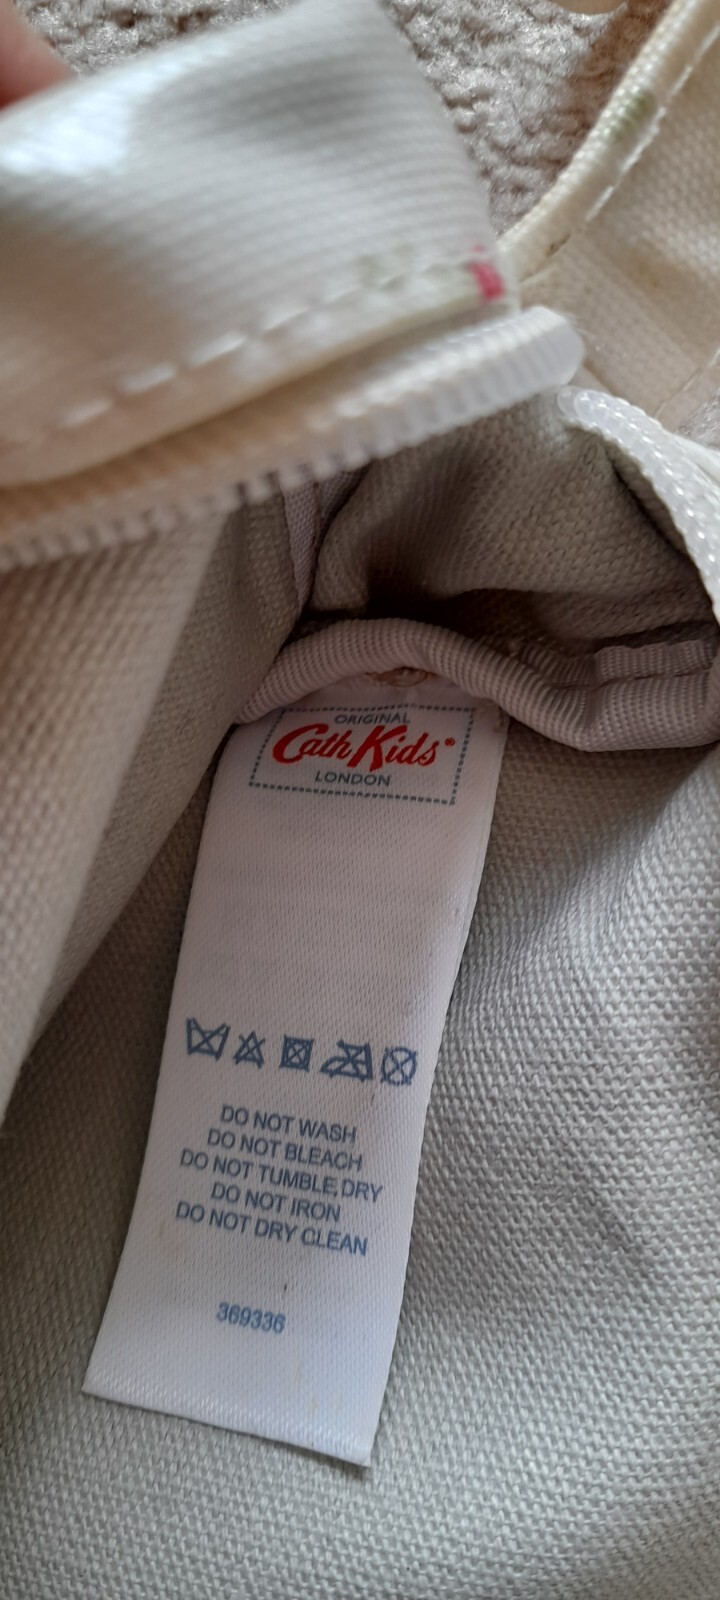 ORIGINAL
Cath Kids®
LONDON
DO NOT WASH
DO NOT BLEACH
DO NOT TUMBLE DRY
DO NOT IRON
DO NOT DRY CLEAN
369336